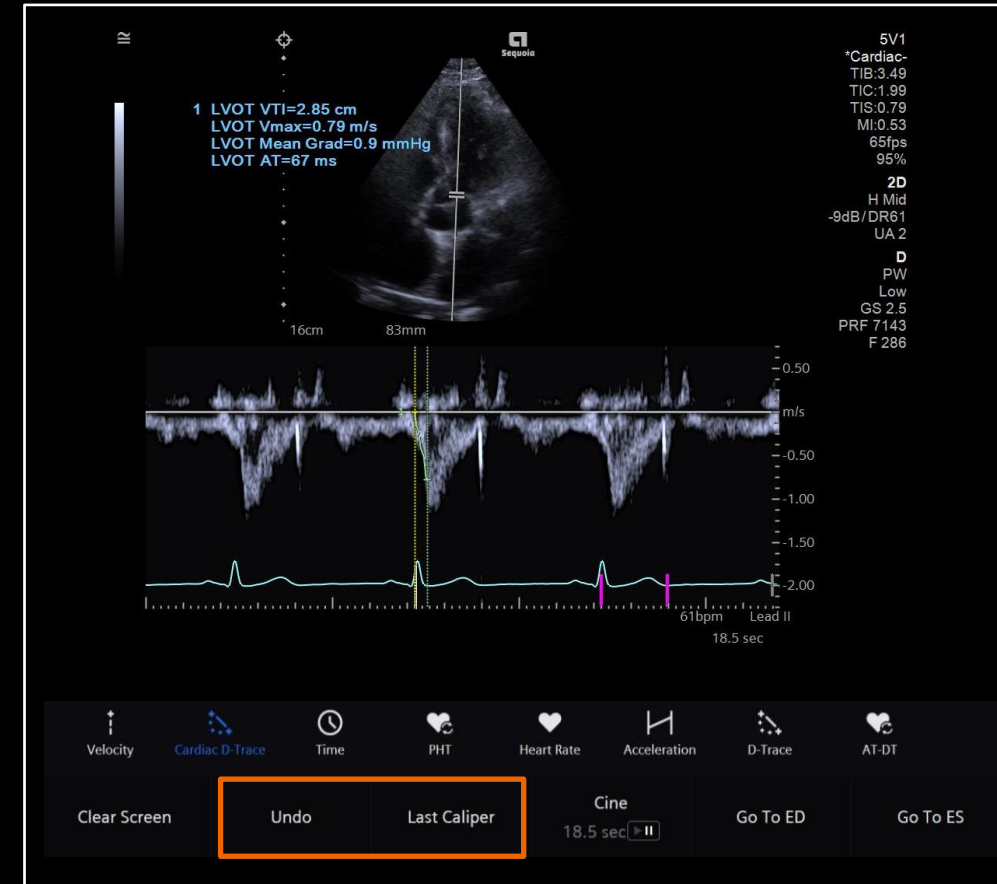 Sequoia
5V1
*Cardiac-
TIB:3.49
TIC:1.99
TIS:0.79
MI:0.53
65fps
95%
2D
H Mid
-9dB/DR61
UA 2
D
PW
Low
GS 2.5
PRF 7143
F 286
1 LVOT VTI=2.85 cm
LVOT Vmax=0.79 m/s
LVOT Mean Grad=0.9 mmHg
LVOT AT=67 ms
16cm 83mm
0.50
m/s
-0.50
-1.00
-1.50
-2.00
61bpm Lead II
18.5 sec
Velocity Cardiac D-Trace Time PHT Heart Rate Acceleration D-Trace AT-DT
Clear Screen Undo Last Caliper Cine Go To ED Go To ES
18.5 sec